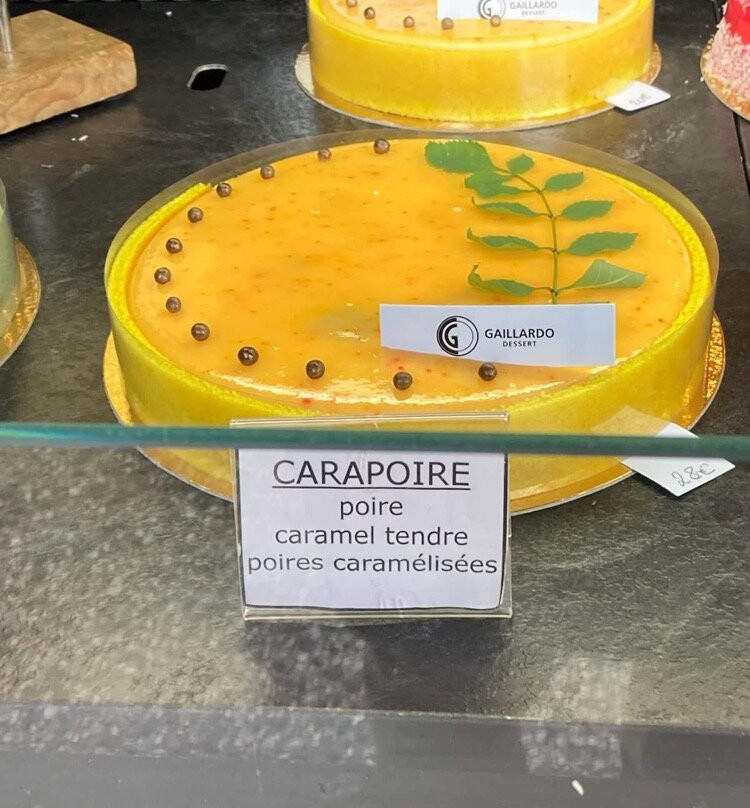 GAILLARDO
DESSERT
GAILLARDO
DESSERT
28€
CARAPOIRE
poire
caramel tendre
poires caramélisées